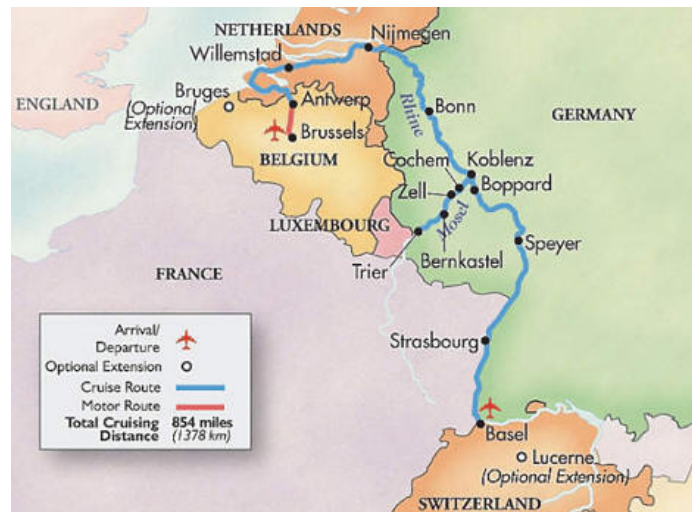 NETHERLANDS
Nijmegen
Willemstad
Bruges
(Optional
Extension)
ENGLAND
Antwerp
Rhine
Bonn
GERMANY
Brussels
BELGIUM
Cochem
Koblenz
Zell
Boppard
LUXEMBOURG
Mosel
Speyer
Trier
Bernkastel
FRANCE
Arrival/
Departure
Optional Extension
Cruise Route
Motor Route
Total Cruising 854 miles
Distance (1378 km)
Strasbourg
Basel
Lucerne
(Optional Extension)
SWITZERLAND